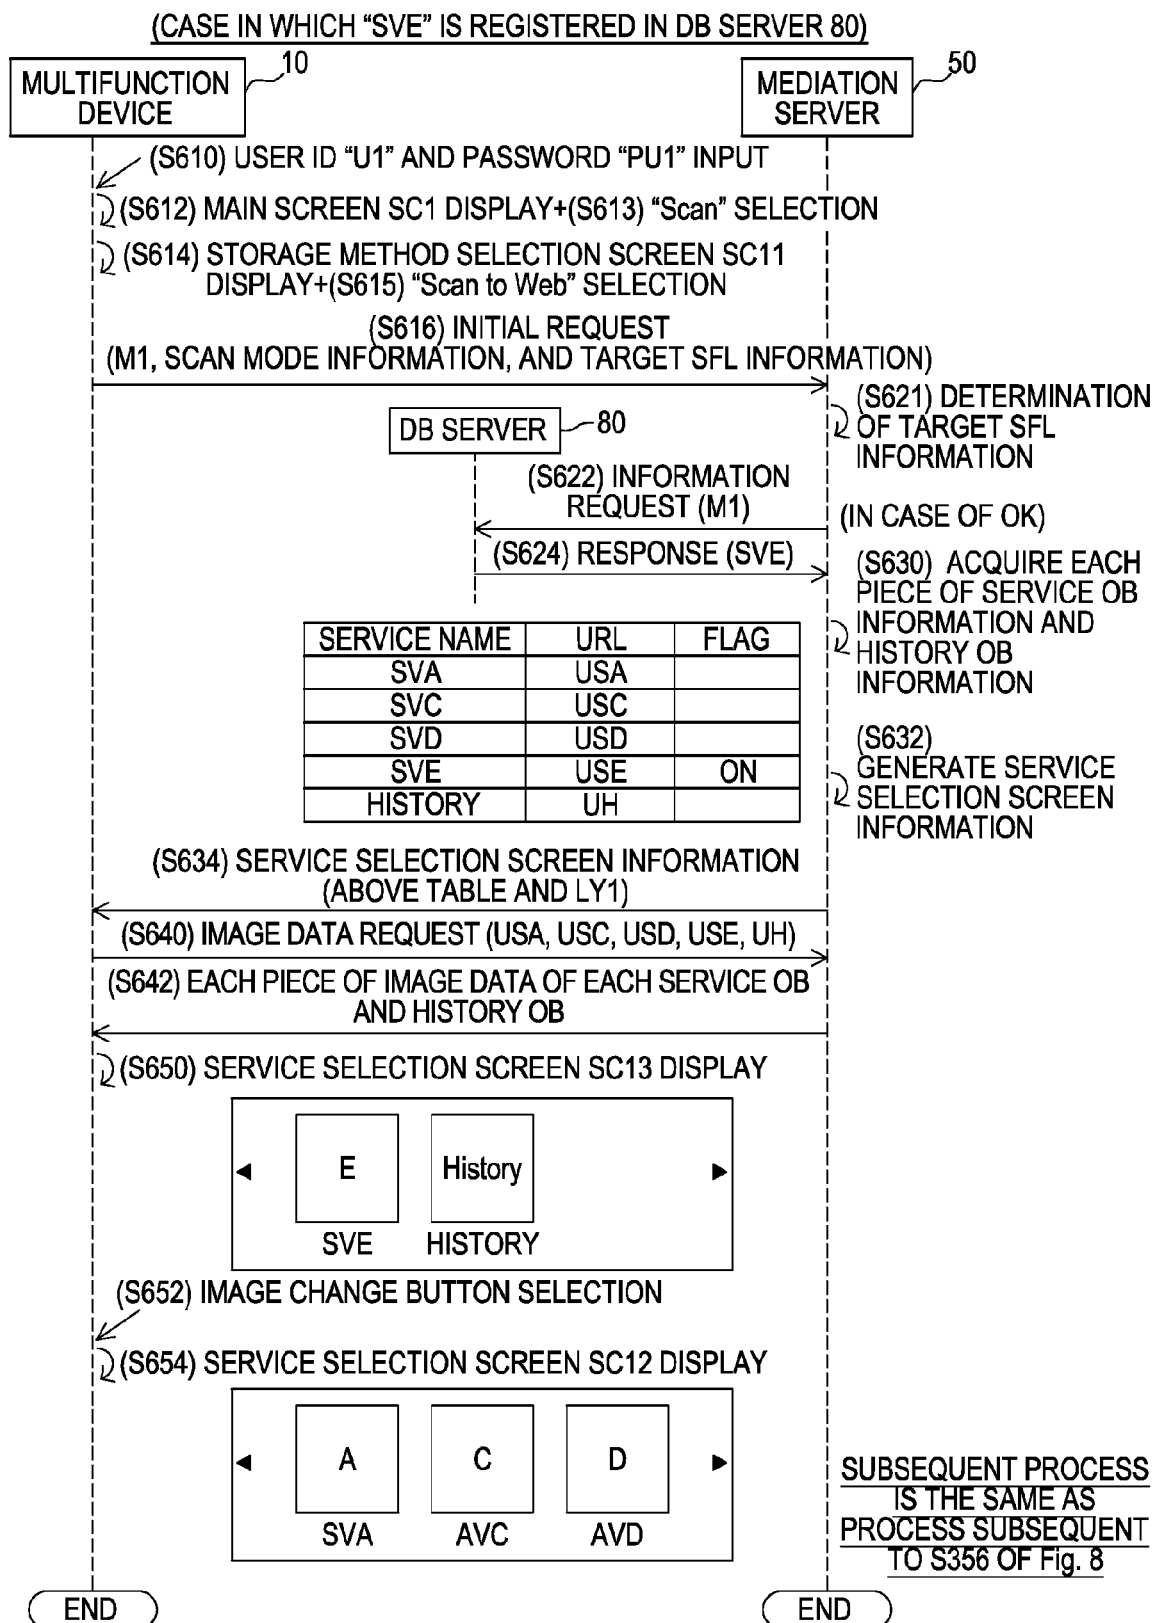 (CASE IN WHICH “SVE” IS REGISTERED IN DB SERVER 80)
10
50
MULTIFUNCTION
DEVICE
MEDIATION
SERVER
(S610) USER ID “U1” AND PASSWORD “PU1” INPUT
(S612) MAIN SCREEN SC1 DISPLAY+(S613) “Scan” SELECTION
(S614) STORAGE METHOD SELECTION SCREEN SC11
DISPLAY+(S615) “Scan to Web” SELECTION
(S616) INITIAL REQUEST
(M1, SCAN MODE INFORMATION, AND TARGET SFL INFORMATION)
(S621) DETERMINATION
OF TARGET SFL
INFORMATION
DB SERVER
80
(S622) INFORMATION
REQUEST (M1)
(IN CASE OF OK)
(S624) RESPONSE (SVE)
(S630) ACQUIRE EACH
PIECE OF SERVICE OB
INFORMATION AND
HISTORY OB
INFORMATION
SERVICE NAME URL FLAG
SVA USA
SVC USC
SVD USD
SVE USE ON
HISTORY UH
(S632)
GENERATE SERVICE
SELECTION SCREEN
INFORMATION
(S634) SERVICE SELECTION SCREEN INFORMATION
(ABOVE TABLE AND LY1)
(S640) IMAGE DATA REQUEST (USA, USC, USD, USE, UH)
(S642) EACH PIECE OF IMAGE DATA OF EACH SERVICE OB
AND HISTORY OB
(S650) SERVICE SELECTION SCREEN SC13 DISPLAY
E History
SVE HISTORY
(S652) IMAGE CHANGE BUTTON SELECTION
(S654) SERVICE SELECTION SCREEN SC12 DISPLAY
A C D
SVA AVC AVD
SUBSEQUENT PROCESS
IS THE SAME AS
PROCESS SUBSEQUENT
TO S356 OF Fig. 8
END
END